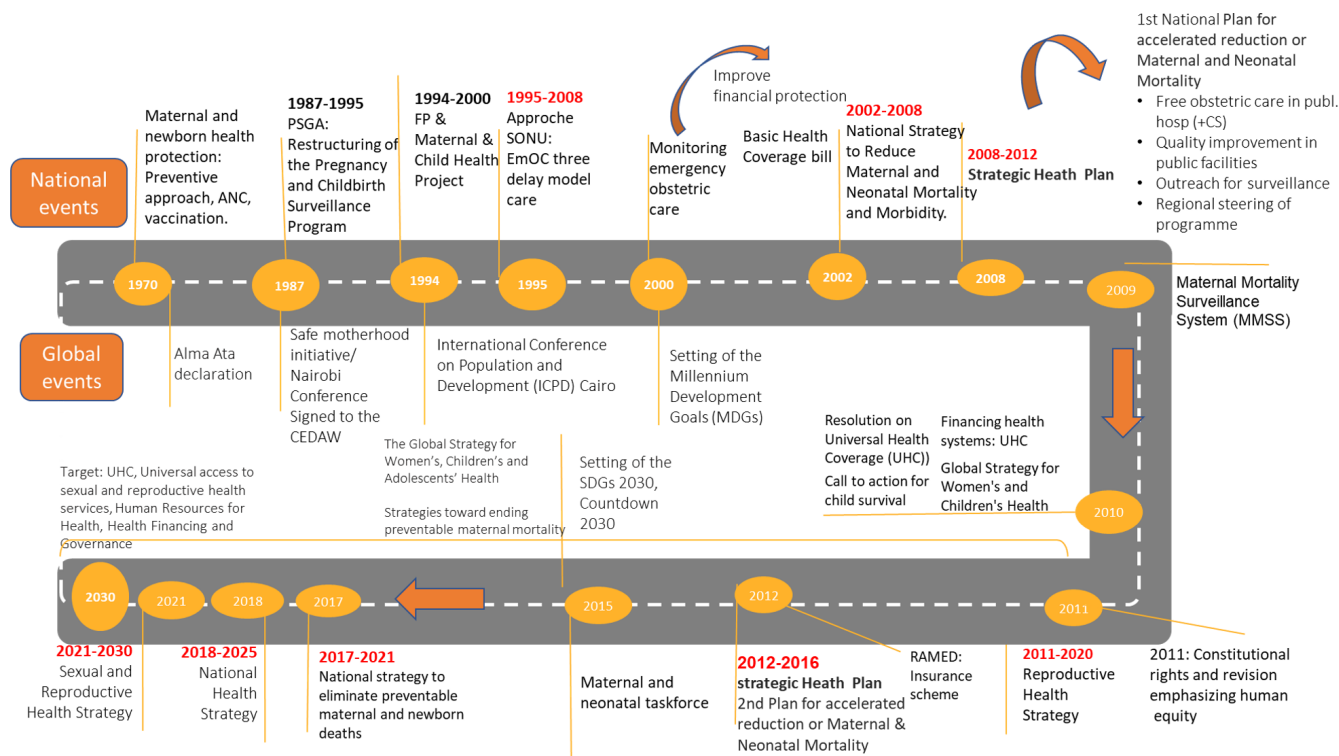 National
events
Maternal and
newborn health
protection:
Preventive
approach, ANC,
vaccination.
1987-1995
PSGA:
Restructuring of
the Pregnancy
and Childbirth
Surveillance
Program
1994-2000
FP &
Maternal &
Child Health
Project
1995-2008
Approche
SONU:
EmOC three
delay model
care
Monitoring
emergency
obstetric
care
Improve
financial protection
Basic Health
Coverage bill
2002-2008
National Strategy
to Reduce
Maternal and
Neonatal Mortality
and Morbidity.
2008-2012
Strategic Heath Plan
1st National Plan for
accelerated reduction or
Maternal and Neonatal
Mortality
• Free obstetric care in publ.
hosp (+CS)
• Quality improvement in
public facilities
• Outreach for surveillance
• Regional steering of
programme
1970
1987
1994
1995
2000
2002
2008
2009
Maternal Mortality
Surveillance
System (MMSS)
Global
events
Alma Ata
declaration
Safe motherhood
initiative/
Nairobi
Conference
Signed to the
CEDAW
International Conference
on Population and
Development (ICPD) Cairo
Setting of the
Millennium
Development
Goals (MDGs)
Resolution on
Universal Health
Coverage (UHC))
Call to action for
child survival
Financing health
systems: UHC
Global Strategy for
Women's and
Children's Health
2010
Target: UHC, Universal access to
sexual and reproductive health
services, Human Resources for
Health, Health Financing and
Governance
The Global Strategy for
Women's, Children's and
Adolescents' Health
Strategies toward ending
preventable maternal mortality
Setting of the
SDGs 2030,
Countdown
2030
2030
2021
2018
2017
2015
2012
2011
2021-2030
Sexual and
Reproductive
Health Strategy
2018-2025
National
Health
Strategy
2017-2021
National strategy to
eliminate preventable
maternal and newborn
deaths
Maternal and
neonatal taskforce
2012-2016
strategic Heath Plan
2nd Plan for accelerated
reduction or Maternal &
Neonatal Mortality
RAMED:
Insurance
scheme
2011-2020
Reproductive
Health
Strategy
2011: Constitutional
rights and revision
emphasizing human
equity